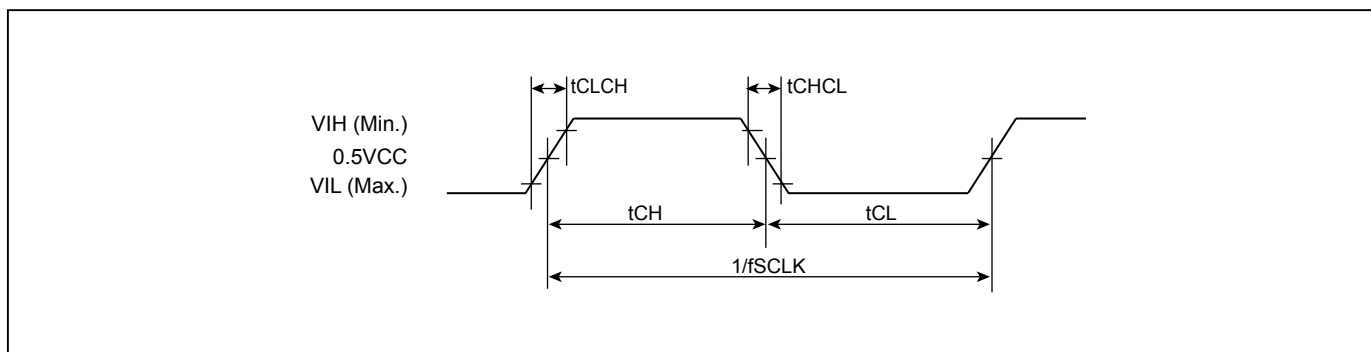 tCLCH
tCHCL
VIH (Min.)
0.5VCC
VIL (Max.)
tCH
tCL
1/fSCLK